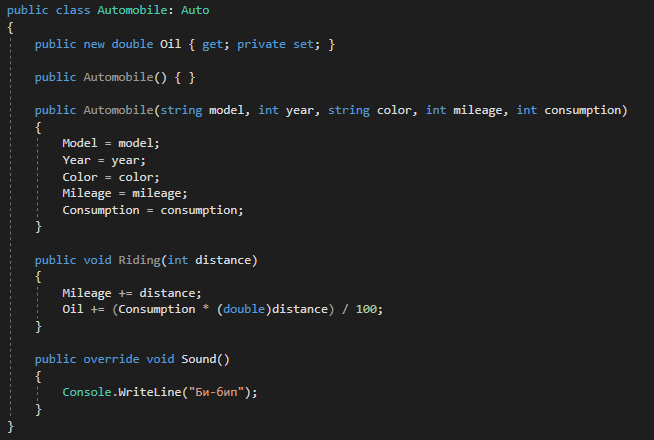 public class Automobile: Auto
{
    public new double Oil { get; private set; }
    public Automobile() { }
    public Automobile(string model, int year, string color, int mileage, int consumption)
    {
        Model = model;
        Year = year;
        Color = color;
        Mileage = mileage;
        Consumption = consumption;
    }
    public void Riding(int distance)
    {
        Mileage += distance;
        Oil += (Consumption * (double)distance) / 100;
    }
    public override void Sound()
    {
        Console.WriteLine("Би-бип");
    }
}